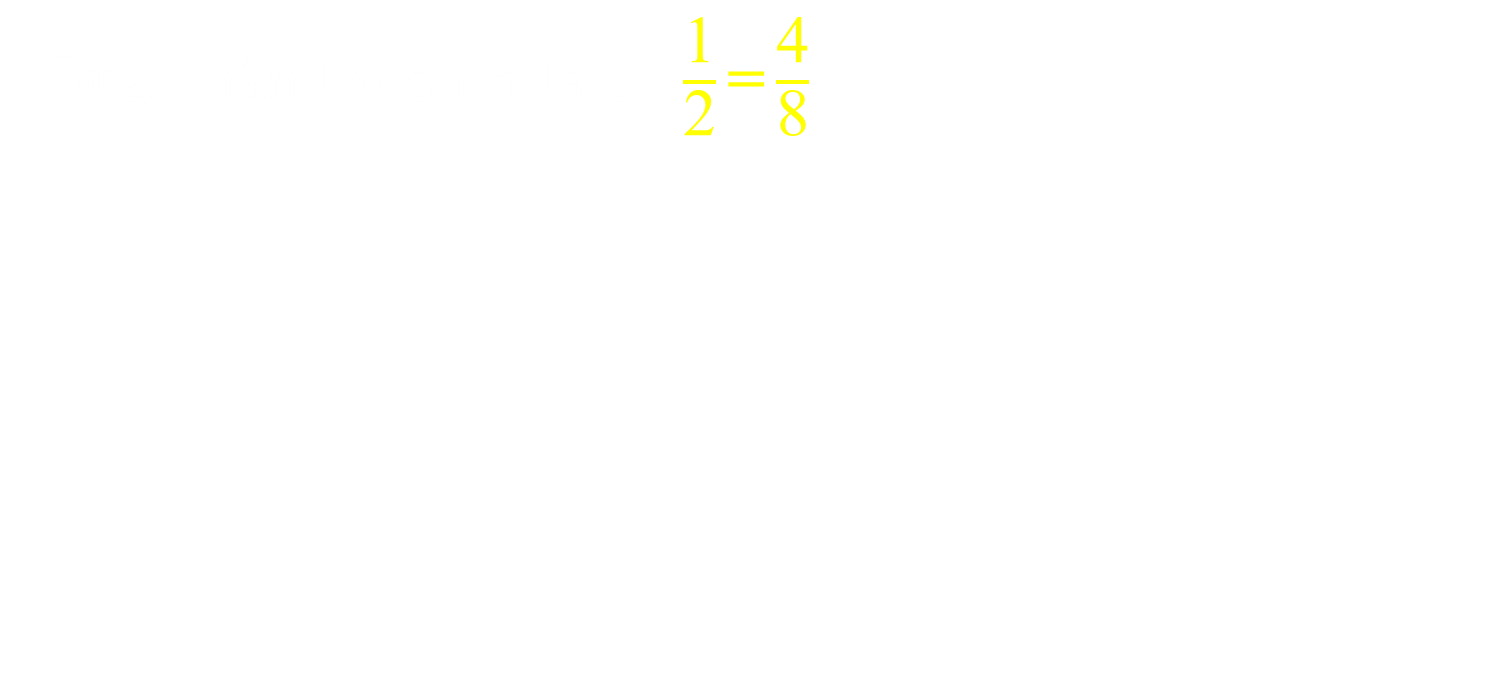 1/2 = 4/8